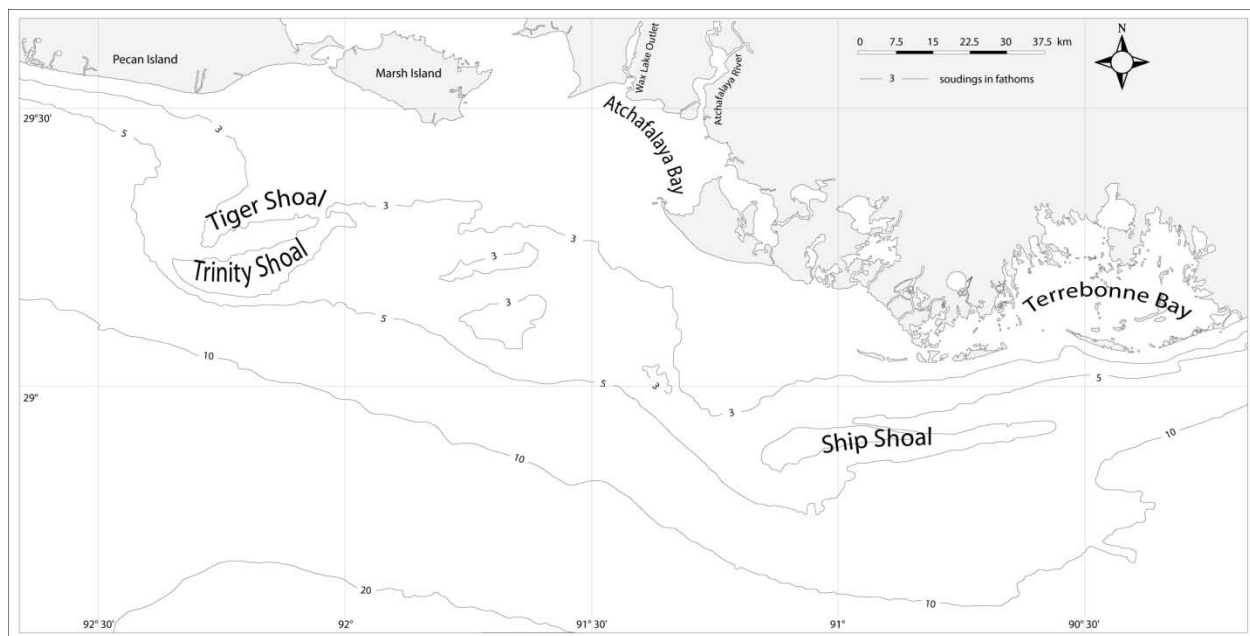 N
0 7.5 15 22.5 30 37.5 km
3 soudings in fathoms
Pecan Island
Marsh Island
Wax Lake Outlet
Atchafalaya River
Atchafalaya Bay
29°30'
5
3
Tiger Shoal
3
3
Trinity Shoal
3
3
Terrebonne Bay
5
10
5
3
3
5
29°
Ship Shoal
10
10
20
10
92° 30'
92°
91° 30'
91°
90° 30'